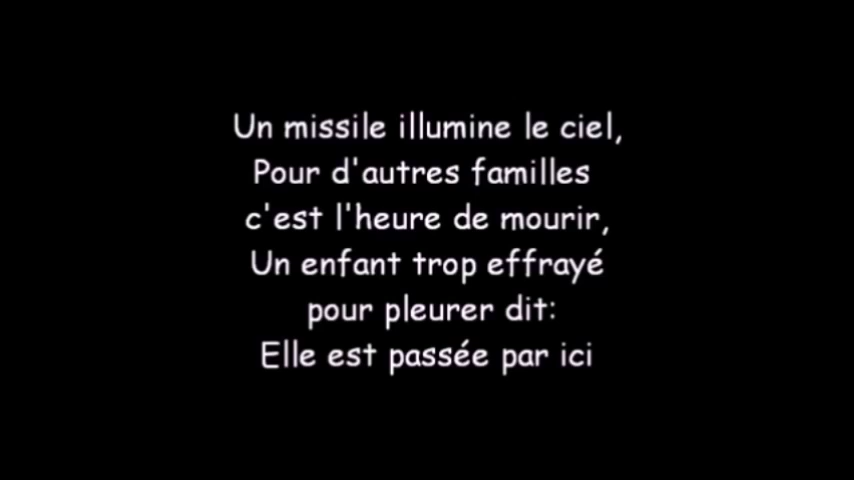 Un missile illumine le ciel,
Pour d'autres familles
c'est l'heure de mourir,
Un enfant trop effrayé
pour pleurer dit:
Elle est passée par ici